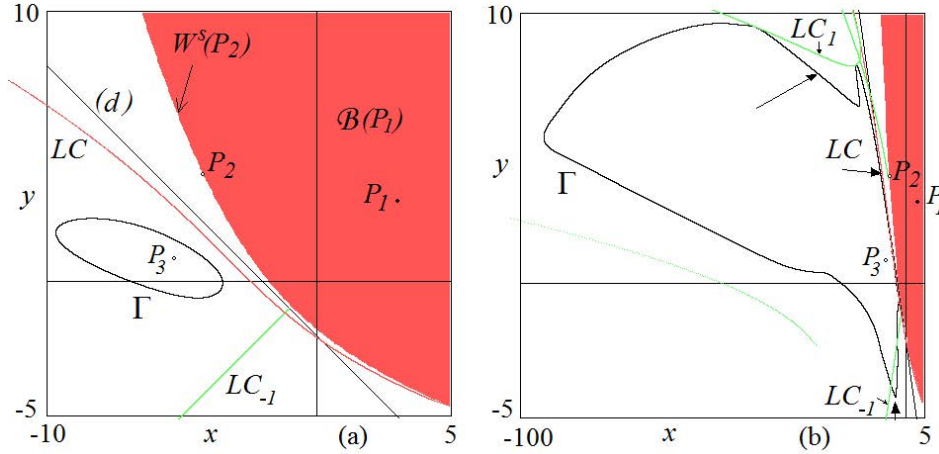 10
W^s(P_2)
(d)
ℬ(P_1)
LC
P_2
P_1
y
P_3
Γ
LC_{-1}
-5
-10
x
(a)
5
10
LC_1
LC
P_2
Γ
P
y
P_3
LC_{-1}
-5
-100
x
(b)
5